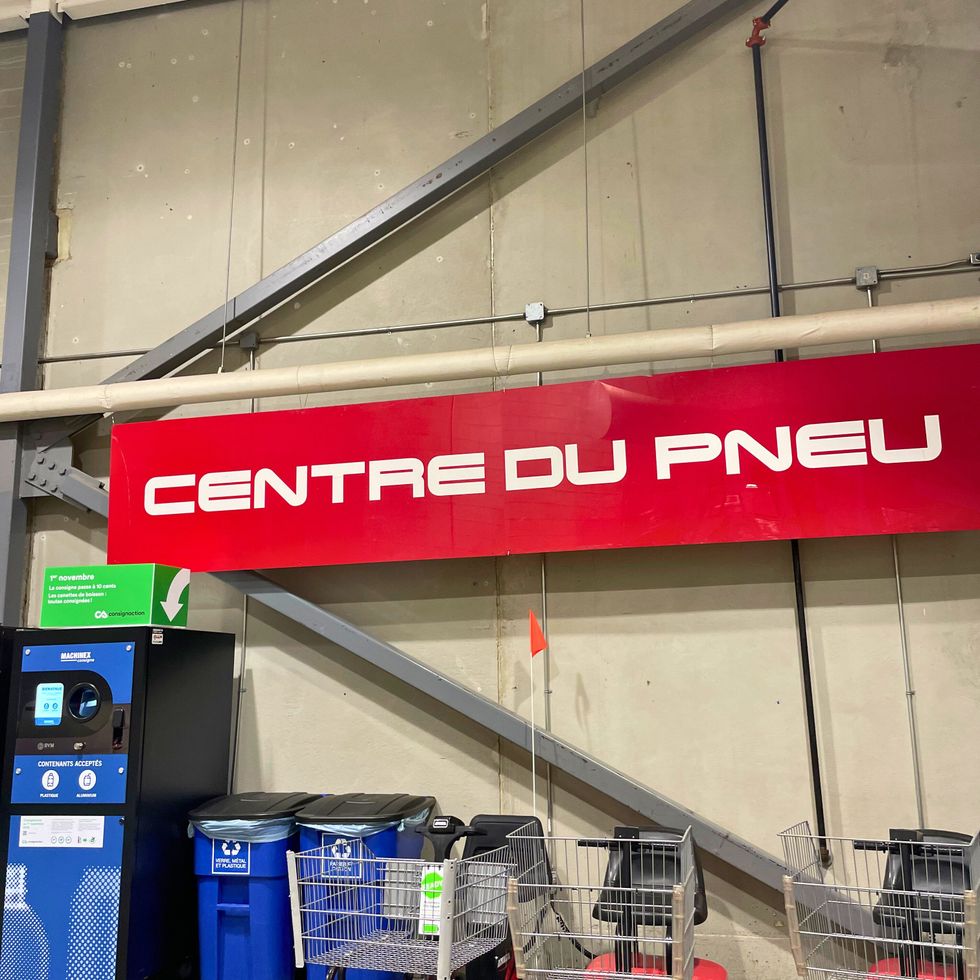 CENTRE DU PNEU
1er novembre
La consigne passe à 10 cents
Les canettes de boisson :
toutes consignées !
consignaction
MACHINEX
consigne
BIENVENUE
CONTENANTS ACCEPTÉS
PLASTIQUE
ALUMINIUM
VERRE, MÉTAL
ET PLASTIQUE